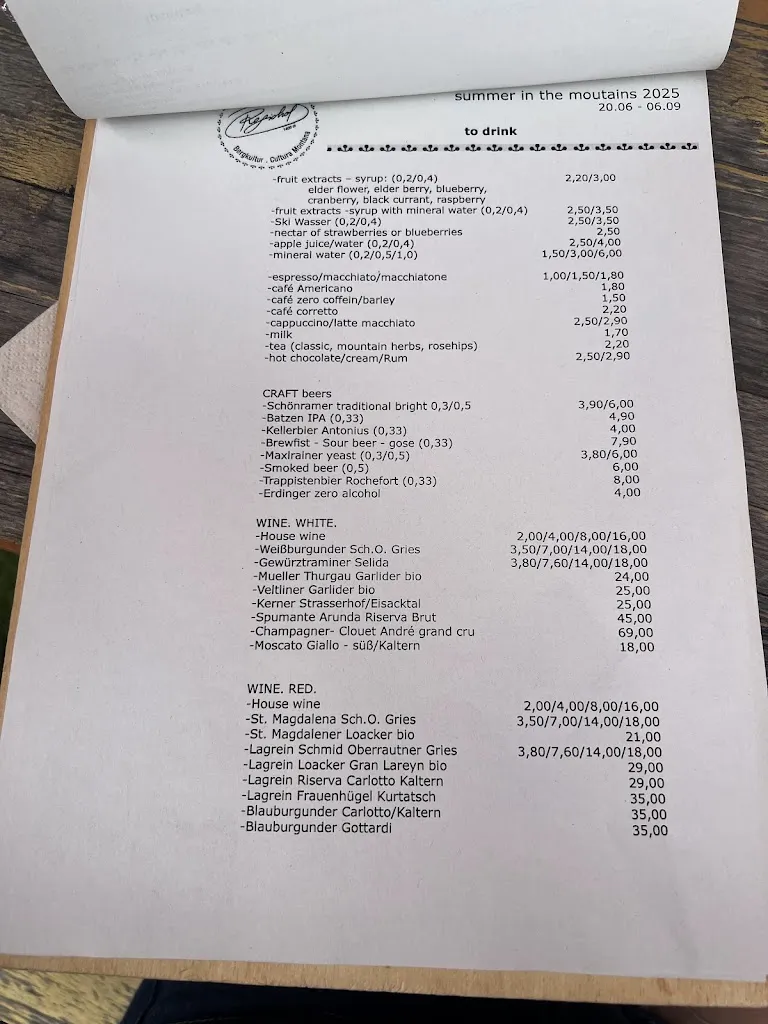 summer in the moutains 2025
20.06 - 06.09
Bergkultur . Cultura Montana
to drink
-fruit extracts – syrup: (0,2/0,4) 2,20/3,00
elder flower, elder berry, blueberry,
cranberry, black currant, raspberry
-fruit extracts -syrup with mineral water (0,2/0,4) 2,50/3,50
-Ski Wasser (0,2/0,4) 2,50/3,50
-nectar of strawberries or blueberries 2,50
-apple juice/water (0,2/0,4) 2,50/4,00
-mineral water (0,2/0,5/1,0) 1,50/3,00/6,00
-espresso/macchiato/macchiatone 1,00/1,50/1,80
-café Americano 1,80
-café zero coffein/barley 1,50
-café corretto 2,20
-cappuccino/latte macchiato 2,50/2,90
-milk 1,70
-tea (classic, mountain herbs, rosehips) 2,20
-hot chocolate/cream/Rum 2,50/2,90
CRAFT beers
-Schönramer traditional bright 0,3/0,5 3,90/6,00
-Batzen IPA (0,33) 4,90
-Kellerbier Antonius (0,33) 4,00
-Brewfist - Sour beer - gose (0,33) 7,90
-Maxlrainer yeast (0,3/0,5) 3,80/6,00
-Smoked beer (0,5) 6,00
-Trappistenbier Rochefort (0,33) 8,00
-Erdinger zero alcohol 4,00
WINE. WHITE.
-House wine 2,00/4,00/8,00/16,00
-Weißburgunder Sch.O. Gries 3,50/7,00/14,00/18,00
-Gewürztraminer Selida 3,80/7,60/14,00/18,00
-Mueller Thurgau Garlider bio 24,00
-Veltliner Garlider bio 25,00
-Kerner Strasserhof/Eisacktal 25,00
-Spumante Arunda Riserva Brut 45,00
-Champagner- Clouet André grand cru 69,00
-Moscato Giallo - süß/Kaltern 18,00
WINE. RED.
-House wine 2,00/4,00/8,00/16,00
-St. Magdalena Sch.O. Gries 3,50/7,00/14,00/18,00
-St. Magdalener Loacker bio 21,00
-Lagrein Schmid Oberrautner Gries 3,80/7,60/14,00/18,00
-Lagrein Loacker Gran Lareyn bio 29,00
-Lagrein Riserva Carlotto Kaltern 29,00
-Lagrein Frauenhügel Kurtatsch 35,00
-Blauburgunder Carlotto/Kaltern 35,00
-Blauburgunder Gottardi 35,00